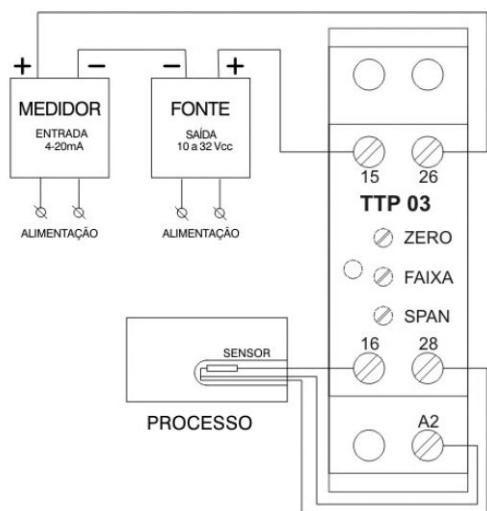 + − − +
MEDIDOR
ENTRADA
4-20mA
FONTE
SAÍDA
10 a 32 Vcc
ALIMENTAÇÃO
ALIMENTAÇÃO
15 26
TTP 03
ZERO
FAIXA
SPAN
16 28
A2
SENSOR
PROCESSO